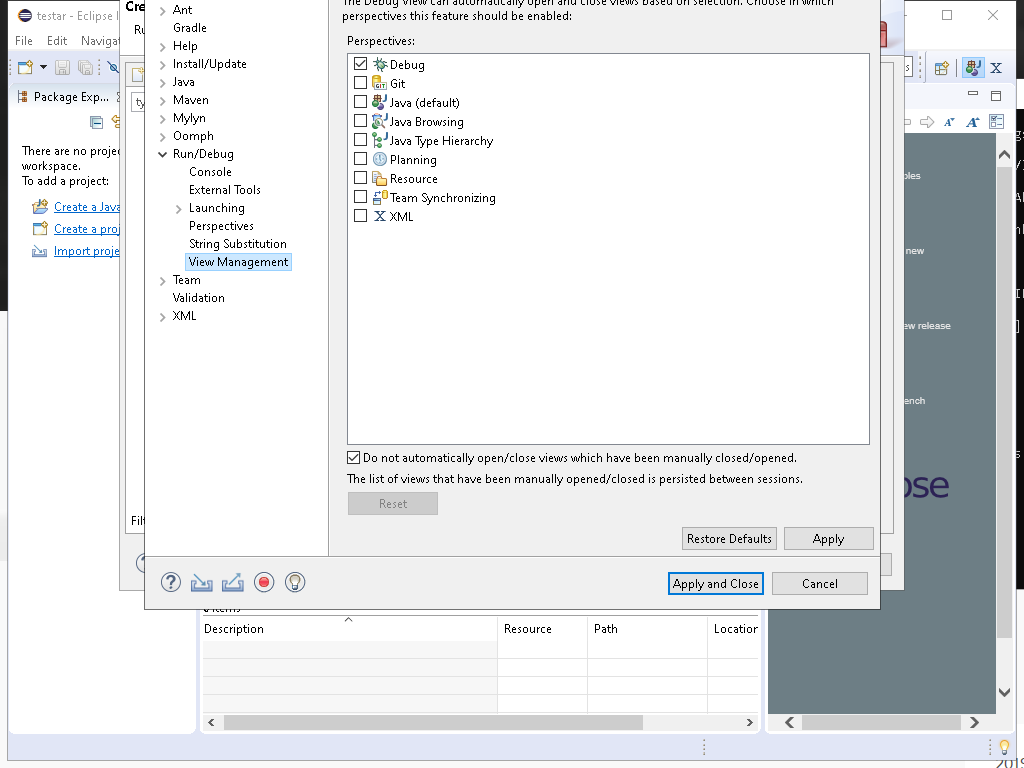 testar - Eclipse I
Cre
File Edit Navigat
Ru
Package Exp...
There are no projec
workspace.
To add a project:
Create a Java
Create a proj
Import proje
ty
Filt
Ant
Gradle
Help
Install/Update
Java
Maven
Mylyn
Oomph
Run/Debug
Console
External Tools
Launching
Perspectives
String Substitution
View Management
Team
Validation
XML
The Debug View can automatically open and close views based on selection. Choose in which
perspectives this feature should be enabled:
Perspectives:
Debug
Git
Java (default)
Java Browsing
Java Type Hierarchy
Planning
Resource
Team Synchronizing
XML
Do not automatically open/close views which have been manually closed/opened.
The list of views that have been manually opened/closed is persisted between sessions.
Reset
Restore Defaults Apply
Apply and Close Cancel
ples
new
ew release
ench
ose
Description Resource Path Location
2019